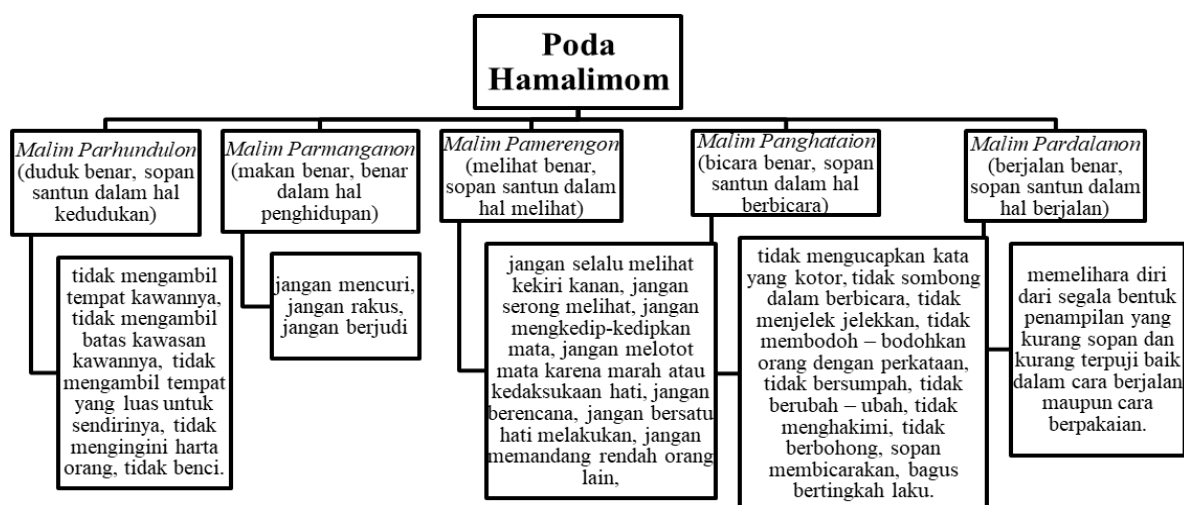 Poda
Hamalimom
Malim Parhundulon
(duduk benar, sopan
santun dalam hal
kedudukan)
tidak mengambil
tempat kawannya,
tidak mengambil
batas kawasan
kawannya, tidak
mengambil tempat
yang luas untuk
sendirinya, tidak
mengingini harta
orang, tidak benci.
Malim Parmanganon
(makan benar, benar
dalam hal
penghidupan)
jangan mencuri,
jangan rakus,
jangan berjudi
Malim Pamerengon
(melihat benar,
sopan santun dalam
hal melihat)
jangan selalu melihat
kekiri kanan, jangan
serong melihat, jangan
mengkedip-kedipkan
mata, jangan melotot
mata karena marah atau
kedaksukaan hati, jangan
berencana, jangan bersatu
hati melakukan, jangan
memandang rendah orang
lain,
Malim Panghataion
(bicara benar, sopan
santun dalam hal
berbicara)
tidak mengucapkan kata
yang kotor, tidak sombong
dalam berbicara, tidak
menjelek jelekkan, tidak
membodoh – bodohkan
orang dengan perkataan,
tidak bersumpah, tidak
berubah – ubah, tidak
menghakimi, tidak
berbohong, sopan
membicarakan, bagus
bertingkah laku.
Malim Pardalanon
(berjalan benar,
sopan santun dalam
hal berjalan)
memelihara diri
dari segala bentuk
penampilan yang
kurang sopan dan
kurang terpuji baik
dalam cara berjalan
maupun cara
berpakaian.